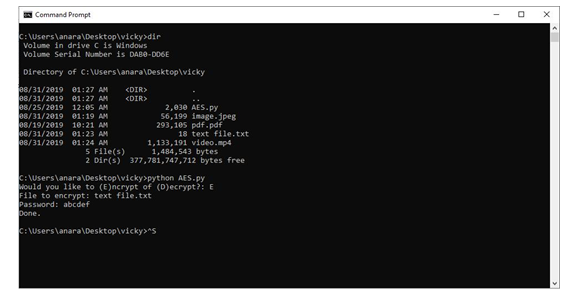 Command Prompt
C:\Users\anara\Desktop\vicky>dir
Volume in drive C is Windows
Volume Serial Number is DAB0-DD6E
Directory of C:\Users\anara\Desktop\vicky
08/31/2019 01:27 AM <DIR> .
08/31/2019 01:27 AM <DIR> ..
08/25/2019 12:05 AM 2,030 AES.py
08/31/2019 01:19 AM 56,199 image.jpeg
08/19/2019 10:21 AM 293,105 pdf.pdf
08/31/2019 01:23 AM 18 text file.txt
08/31/2019 01:24 AM 1,133,191 video.mp4
5 File(s) 1,484,543 bytes
2 Dir(s) 377,781,747,712 bytes free
C:\Users\anara\Desktop\vicky>python AES.py
Would you like to (E)ncrypt of (D)ecrypt?: E
File to encrypt: text file.txt
Password: abcdef
Done.
C:\Users\anara\Desktop\vicky>^S